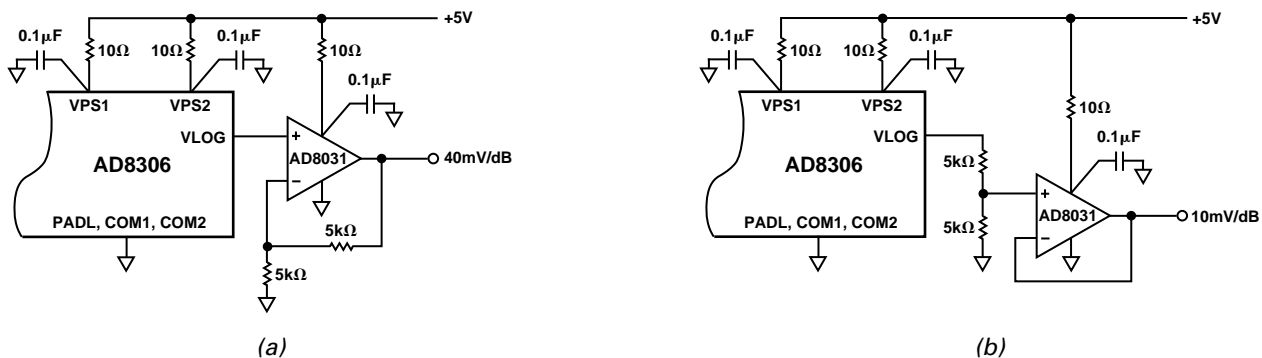 +5V
0.1μF
10Ω
10Ω
0.1μF
10Ω
0.1μF
VPS1
VPS2
VLOG
+
AD8031
–
40mV/dB
AD8306
PADL, COM1, COM2
5kΩ
5kΩ
(a)
+5V
0.1μF
10Ω
10Ω
0.1μF
VPS1
VPS2
10Ω
VLOG
0.1μF
5kΩ
AD8306
+
AD8031
–
10mV/dB
5kΩ
PADL, COM1, COM2
(b)